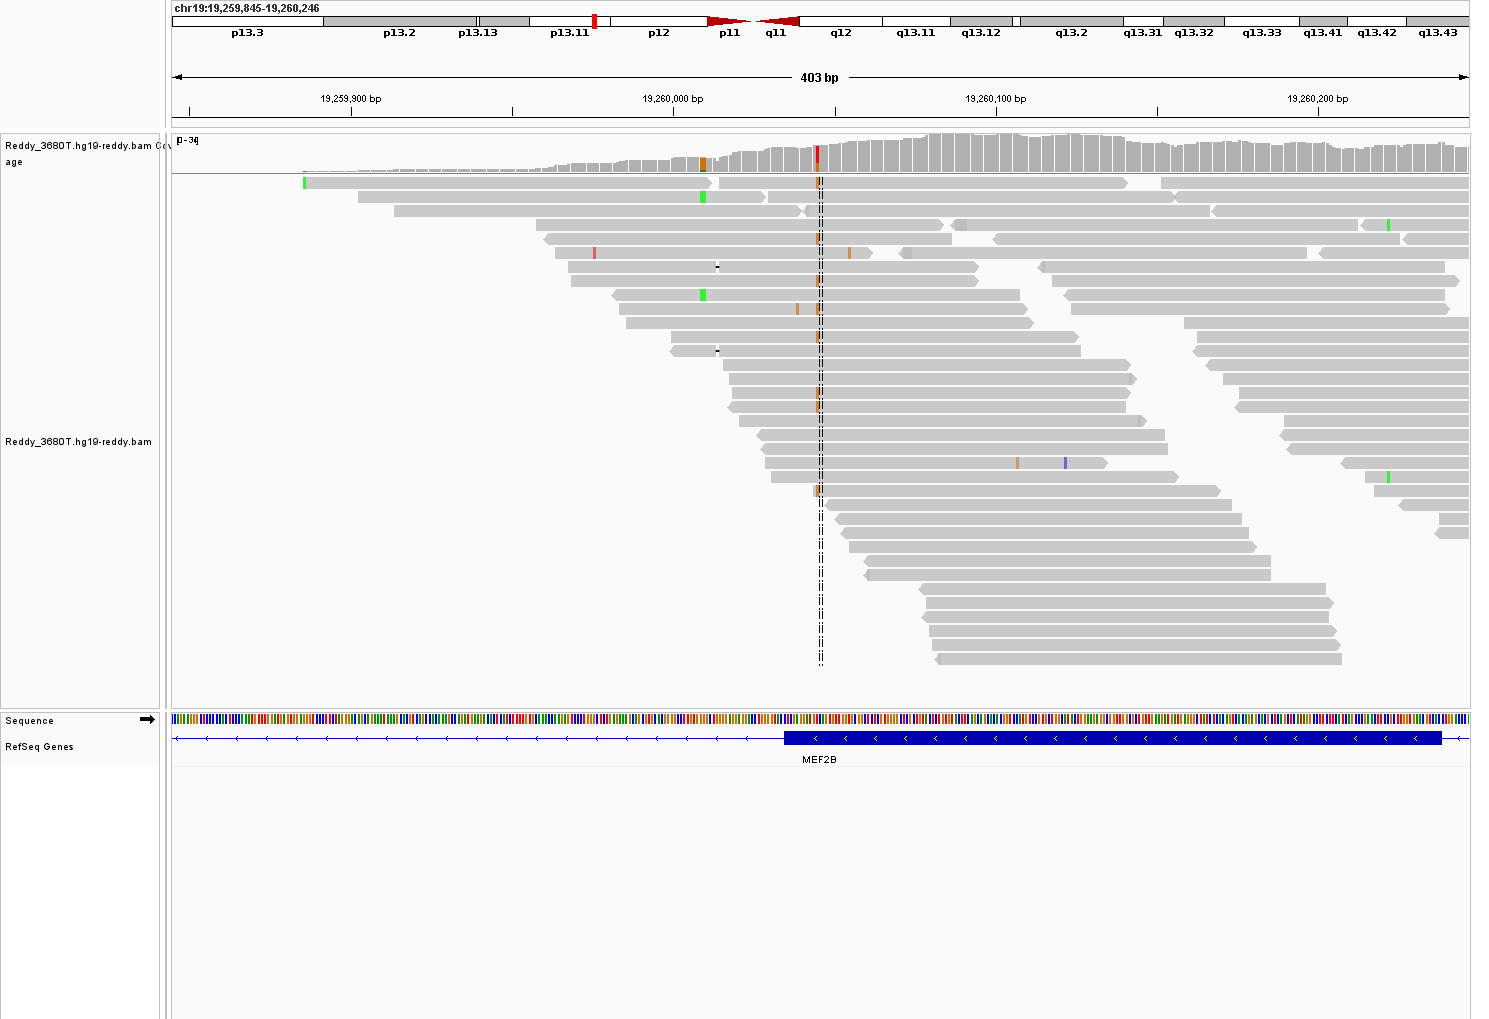 chr19:19,259,845-19,260,246
p13.3 p13.2 p13.13 p13.11 p12 p11 q11 q12 q13.11 q13.12 q13.2 q13.31 q13.32 q13.33 q13.41 q13.42 q13.43
403 bp
19,259,900 bp 19,260,000 bp 19,260,100 bp 19,260,200 bp
Reddy_3680T.hg19-reddy.bam Cov
age
Reddy_3680T.hg19-reddy.bam
Sequence
RefSeq Genes
MEF2B